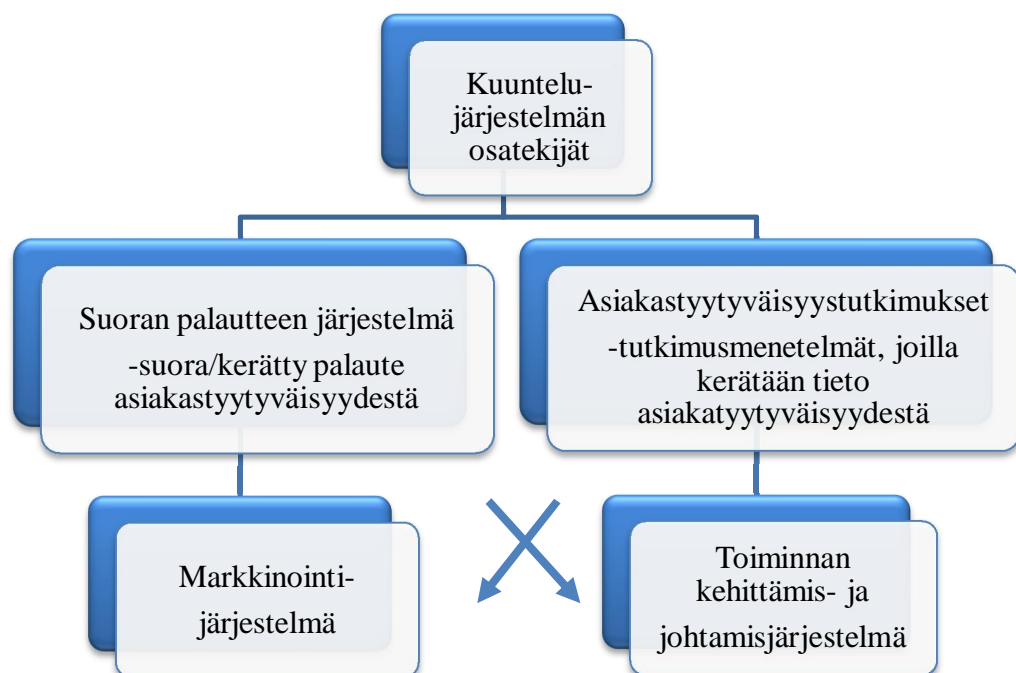 Kuuntelu-
järjestelmän
osatekijät
Suoran palautteen järjestelmä
-suora/kerätty palaute
asiakastyytyväisyydestä
Asiakastyytyväisyystutkimukset
-tutkimusmenetelmät, joilla
kerätään tieto
asiakatyytyväisyydestä
Markkinointi-
järjestelmä
Toiminnan
kehittämis- ja
johtamisjärjestelmä